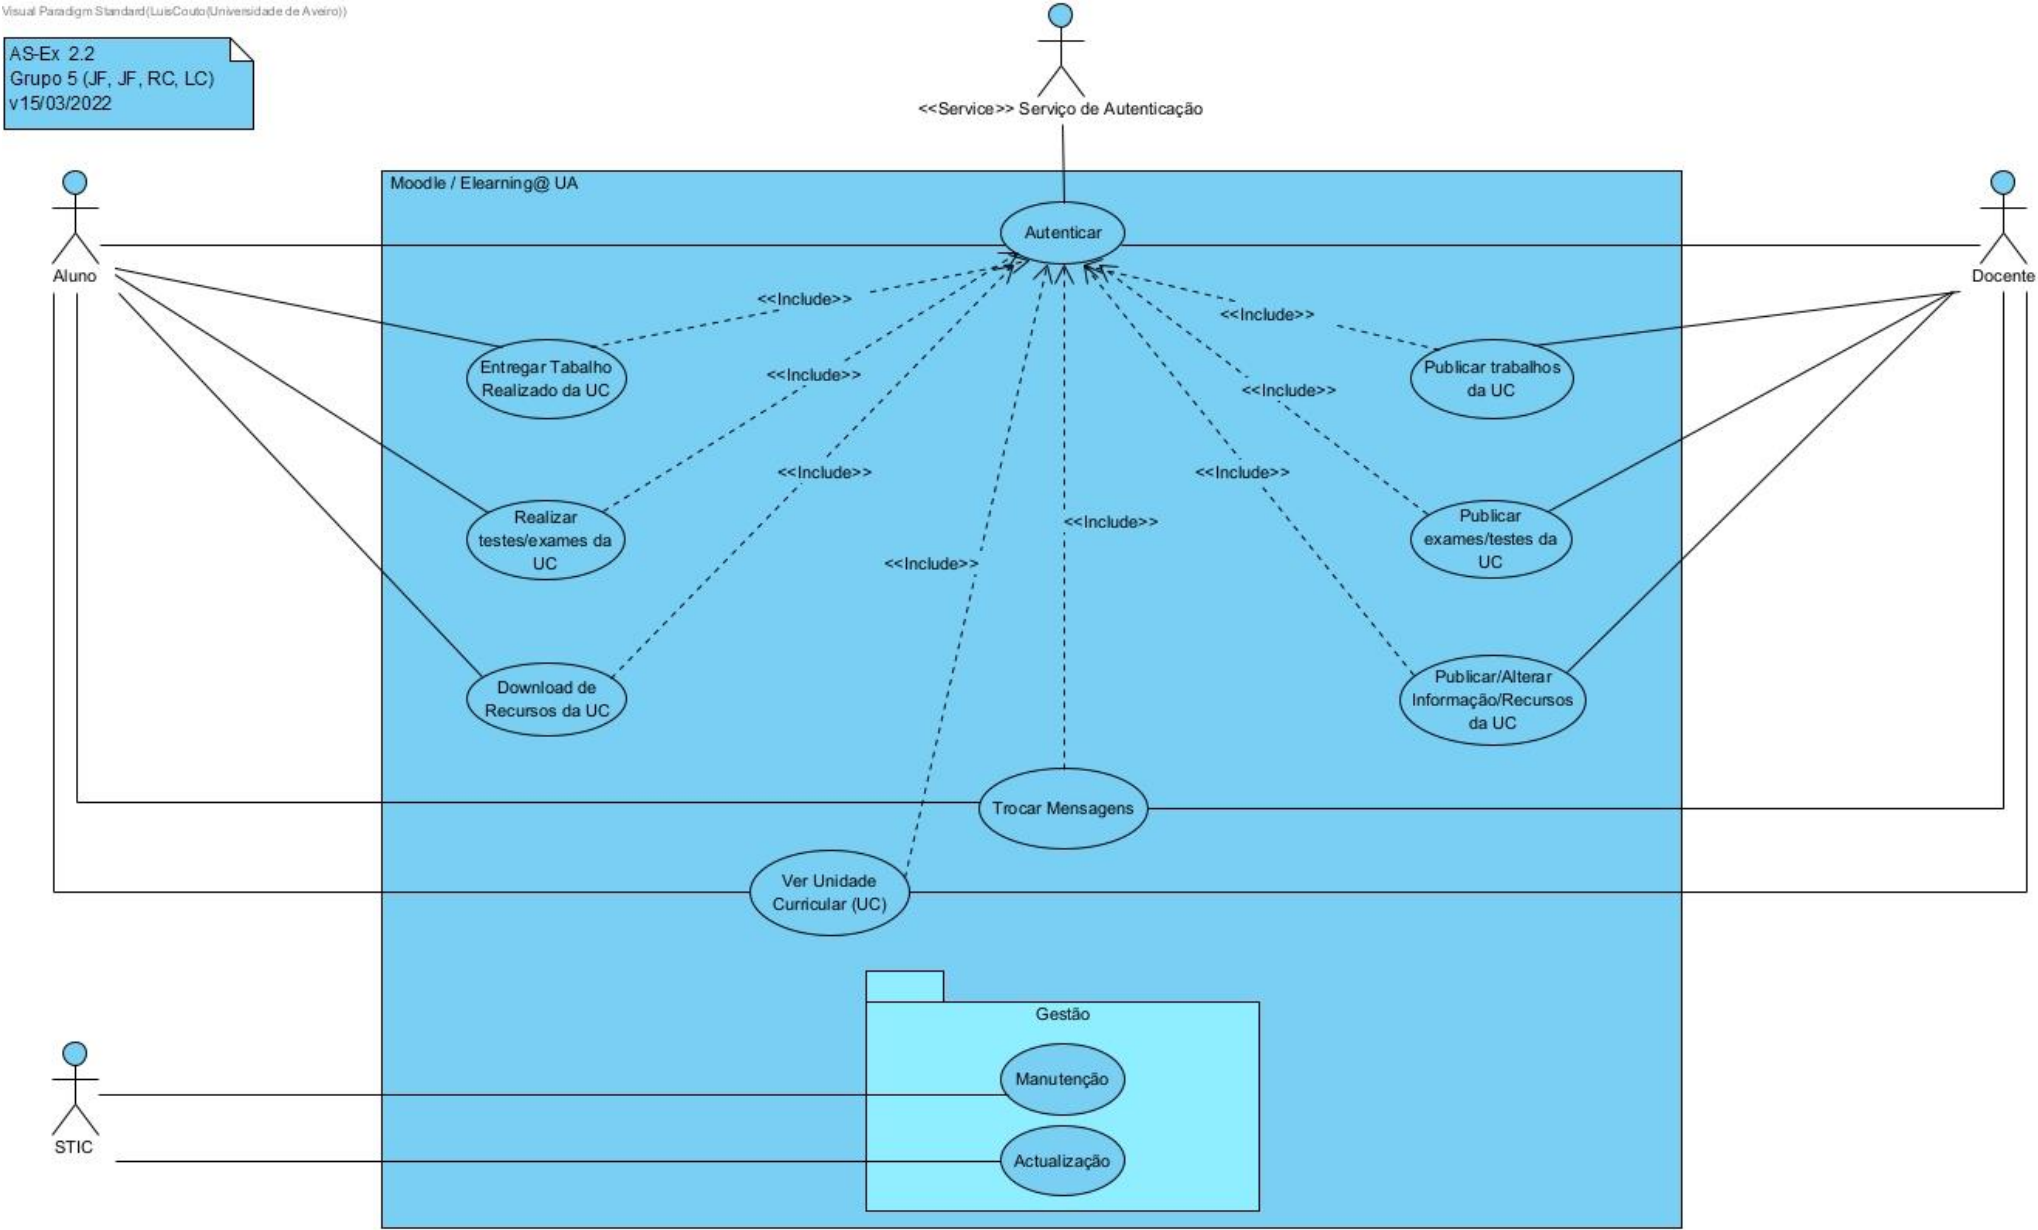 Visual Paradigm Standard(LuisCouto(Universidade de Aveiro))
AS-Ex 2.2
Grupo 5 (JF, JF, RC, LC)
v15/03/2022
<<Service>> Serviço de Autenticação
Moodle / Elearning@ UA
Aluno
Docente
Autenticar
<<Include>>
<<Include>>
Entregar Tabalho
Realizado da UC
Publicar trabalhos
da UC
<<Include>>
<<Include>>
<<Include>>
<<Include>>
Realizar
testes/exames da
UC
<<Include>>
Publicar
exames/testes da
UC
<<Include>>
Download de
Recursos da UC
Publicar/Alterar
Informação/Recursos
da UC
Trocar Mensagens
Ver Unidade
Curricular (UC)
Gestão
Manutenção
STIC
Actualização